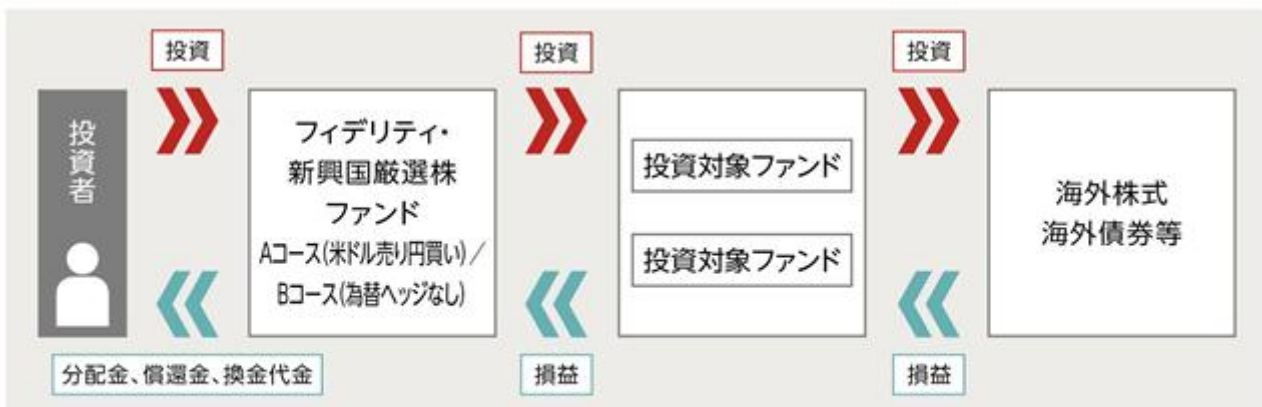 投資
投資
投資
投資者
フィデリティ・
新興国厳選株
ファンド
Aコース(米ドル売り円買い)／
Bコース(為替ヘッジなし)
投資対象ファンド
投資対象ファンド
海外株式
海外債券等
分配金、償還金、換金代金
損益
損益